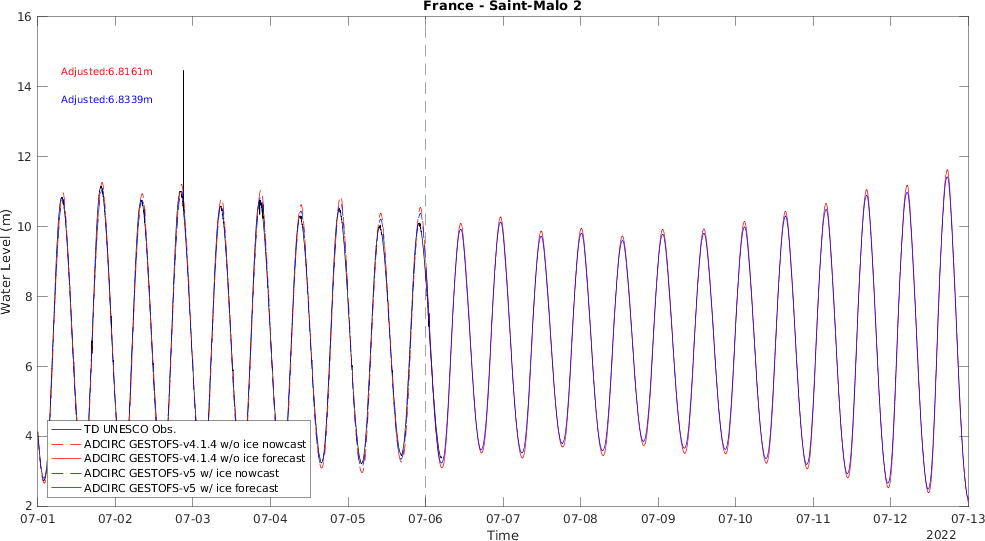 France - Saint-Malo 2
16
14
12
10
8
6
4
2
Water Level (m)
Adjusted:6.8161m
Adjusted:6.8339m
TD UNESCO Obs.
ADCIRC GESTOFS-v4.1.4 w/o ice nowcast
ADCIRC GESTOFS-v4.1.4 w/o ice forecast
ADCIRC GESTOFS-v5 w/ ice nowcast
ADCIRC GESTOFS-v5 w/ ice forecast
07-01 07-02 07-03 07-04 07-05 07-06 07-07 07-08 07-09 07-10 07-11 07-12 07-13
Time
2022